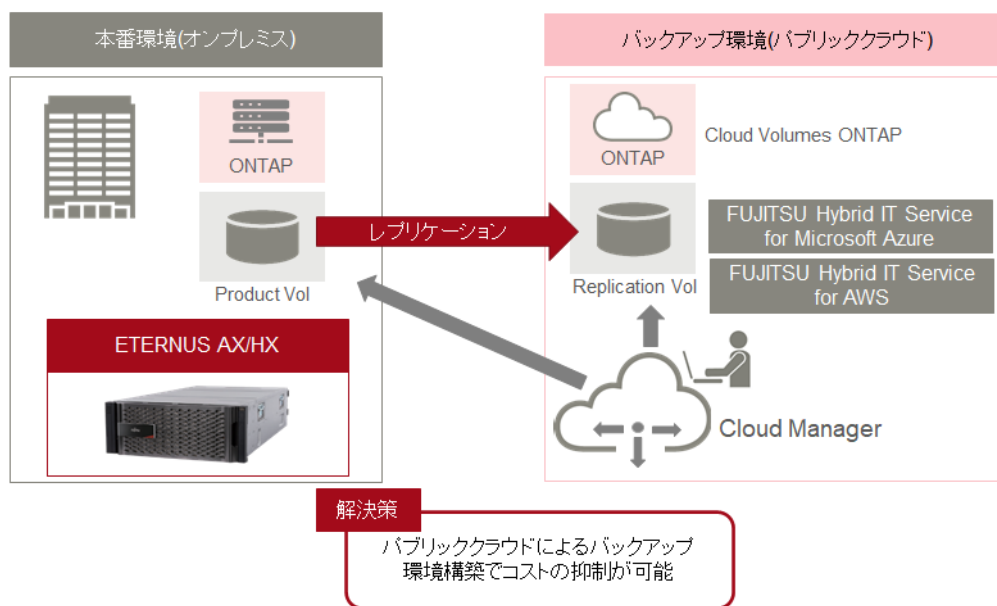 本番環境(オンプレミス)
バックアップ環境(パブリッククラウド)
ONTAP
Product Vol
ETERNUS AX/HX
レプリケーション
ONTAP
Cloud Volumes ONTAP
Replication Vol
FUJITSU Hybrid IT Service
for Microsoft Azure
FUJITSU Hybrid IT Service
for AWS
Cloud Manager
解決策
パブリッククラウドによるバックアップ
環境構築でコストの抑制が可能